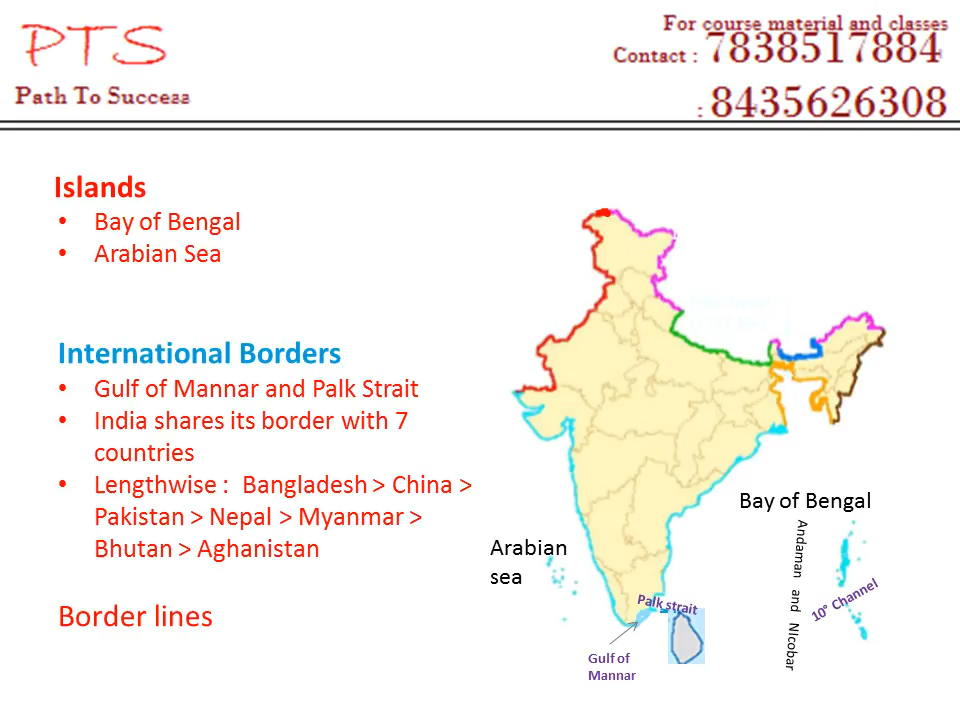 PTS
Path To Success
For course material and classes
Contact : 7838517884
: 8435626308
Islands
• Bay of Bengal
• Arabian Sea
International Borders
• Gulf of Mannar and Palk Strait
• India shares its border with 7
countries
• Lengthwise : Bangladesh > China >
Pakistan > Nepal > Myanmar >
Bhutan > Aghanistan
Border lines
Bay of Bengal
Arabian
sea
Andaman and NIcobar
10° Channel
Palk strait
Gulf of
Mannar